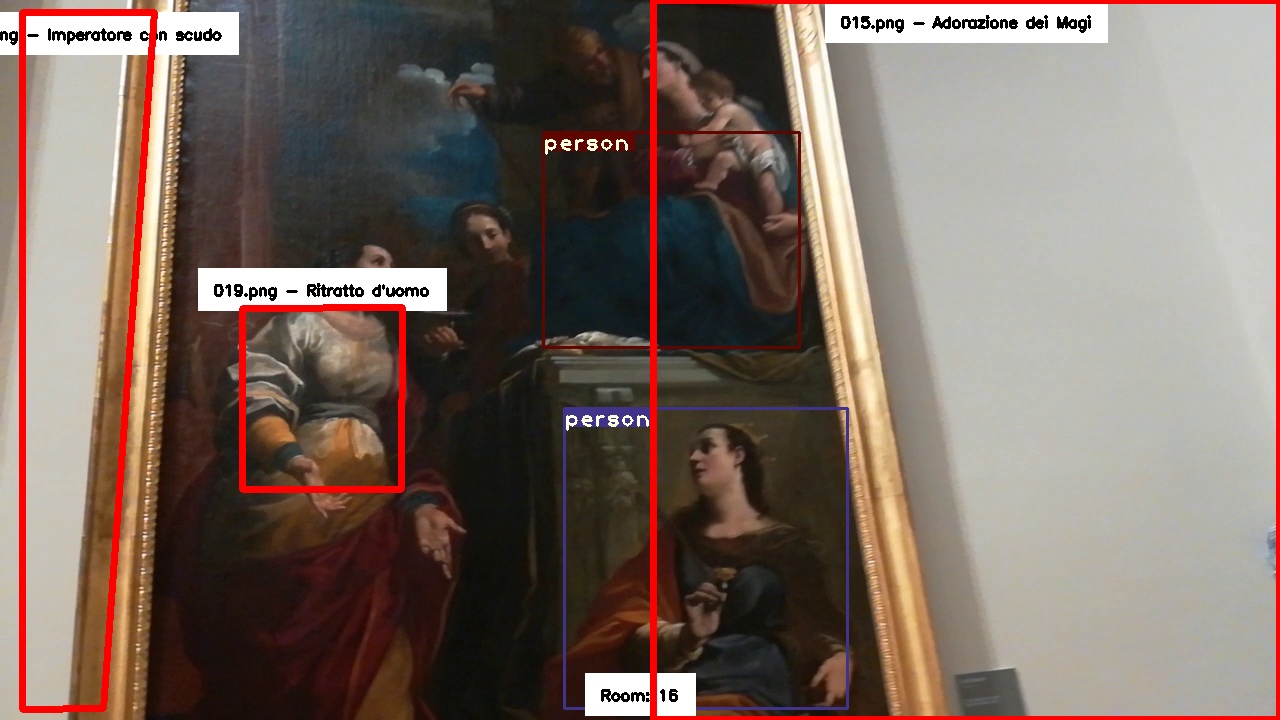 ng – Imperatore con scudo
015.png – Adorazione dei Magi
person
019.png – Ritratto d'uomo
person
Room: 16